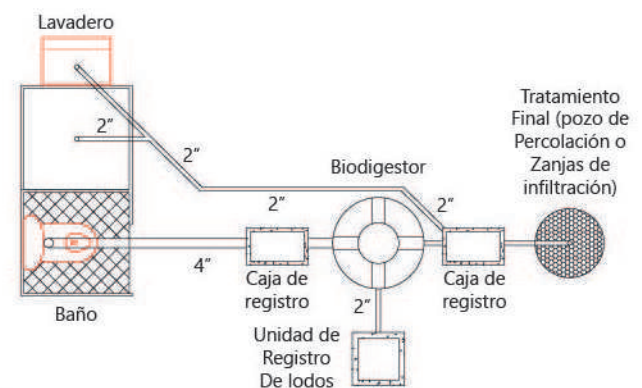 Lavadero
2"
2"
2"
2"
Biodigestor
Tratamiento
Final (pozo de
Percolación o
Zanjas de
infiltración)
4"
Baño
Caja de
registro
2"
Caja de
registro
Unidad de
Registro
De lodos